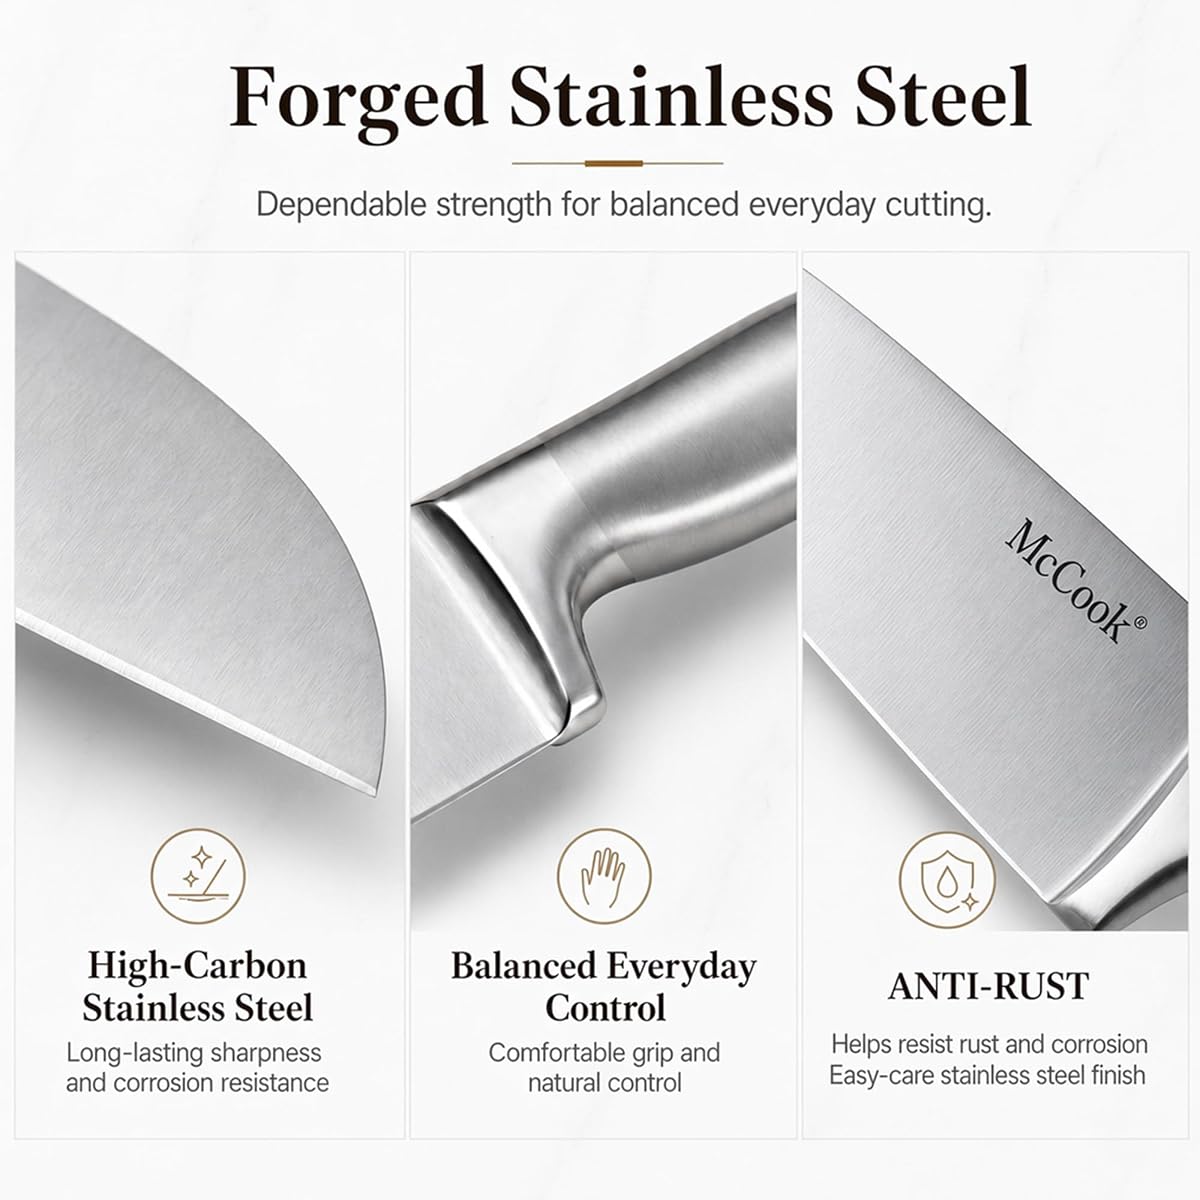 Forged Stainless Steel
Dependable strength for balanced everyday cutting.
McCook®
High-Carbon
Stainless Steel
Long-lasting sharpness
and corrosion resistance
Balanced Everyday
Control
Comfortable grip and
natural control
ANTI-RUST
Helps resist rust and corrosion
Easy-care stainless steel finish